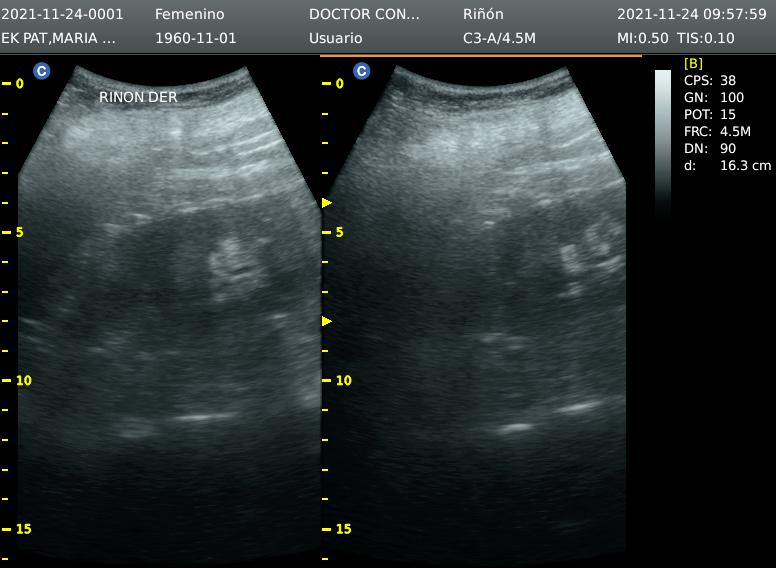 2021-11-24-0001 Femenino DOCTOR CON... Riñón 2021-11-24 09:57:59
EK PAT,MARIA ... 1960-11-01 Usuario C3-A/4.5M MI:0.50 TIS:0.10
C
RINON DER
0
5
10
15
C
0
5
10
15
[B]
CPS: 38
GN: 100
POT: 15
FRC: 4.5M
DN: 90
d: 16.3 cm